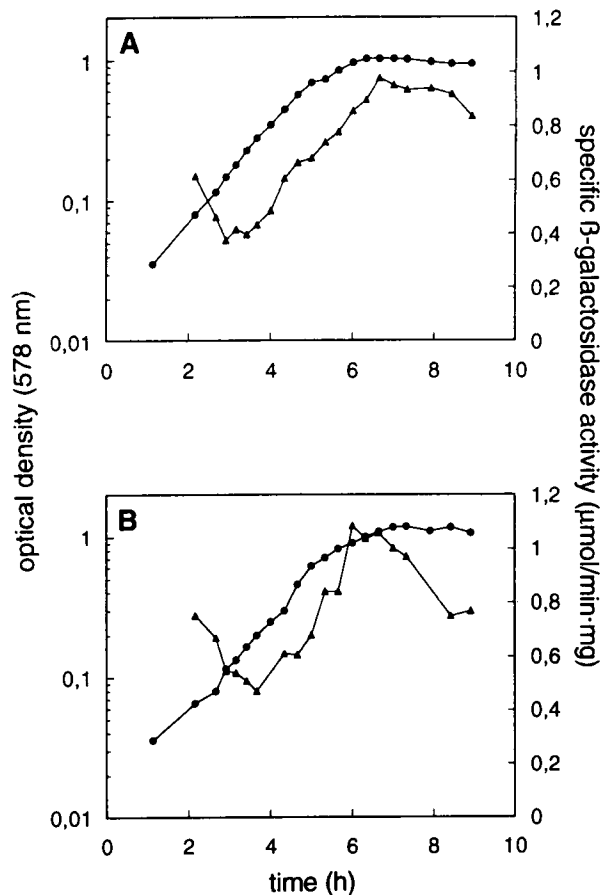 A
1,2
1
0,8
0,6
0,4
0,2
0
1
0,1
0,01
0 2 4 6 8 10
B
1,2
1
0,8
0,6
0,4
0,2
0
1
0,1
0,01
0 2 4 6 8 10
time (h)
optical density (578 nm)
specific ß-galactosidase activity (µmol/min·mg)